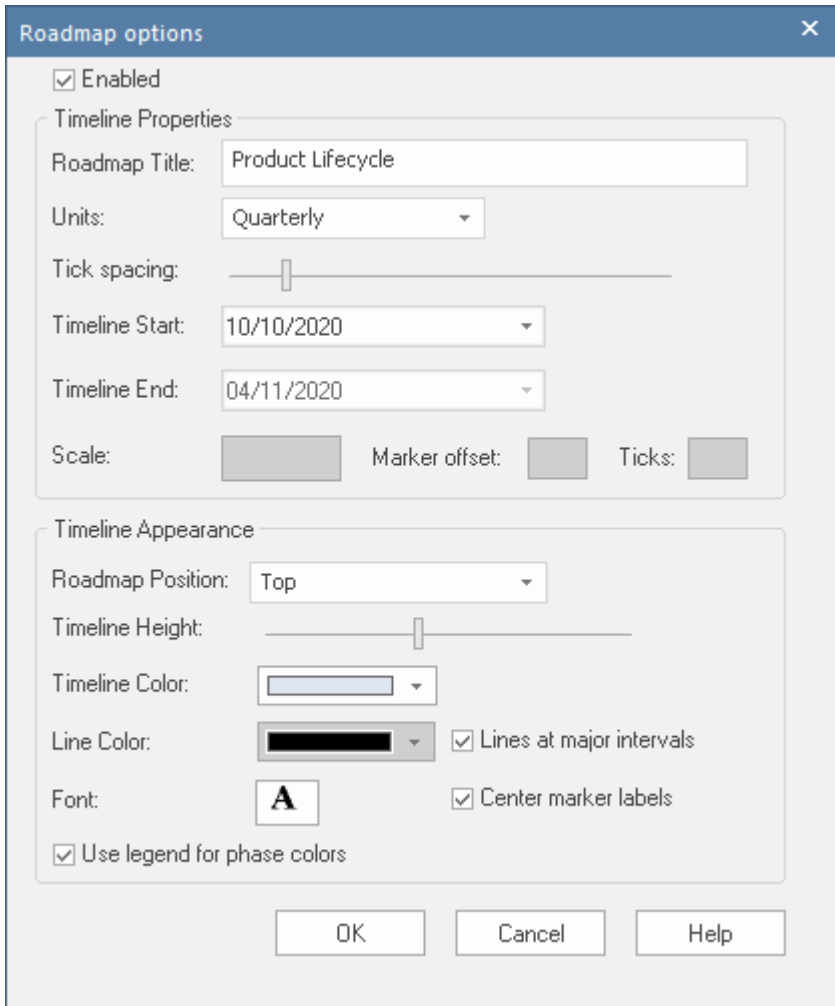 Roadmap options
Enabled
Timeline Properties
Roadmap Title: Product Lifecycle
Units: Quarterly
Tick spacing:
Timeline Start: 10/10/2020
Timeline End: 04/11/2020
Scale: Marker offset: Ticks:
Timeline Appearance
Roadmap Position: Top
Timeline Height:
Timeline Color:
Line Color: Lines at major intervals
Font: A Center marker labels
Use legend for phase colors
OK Cancel Help